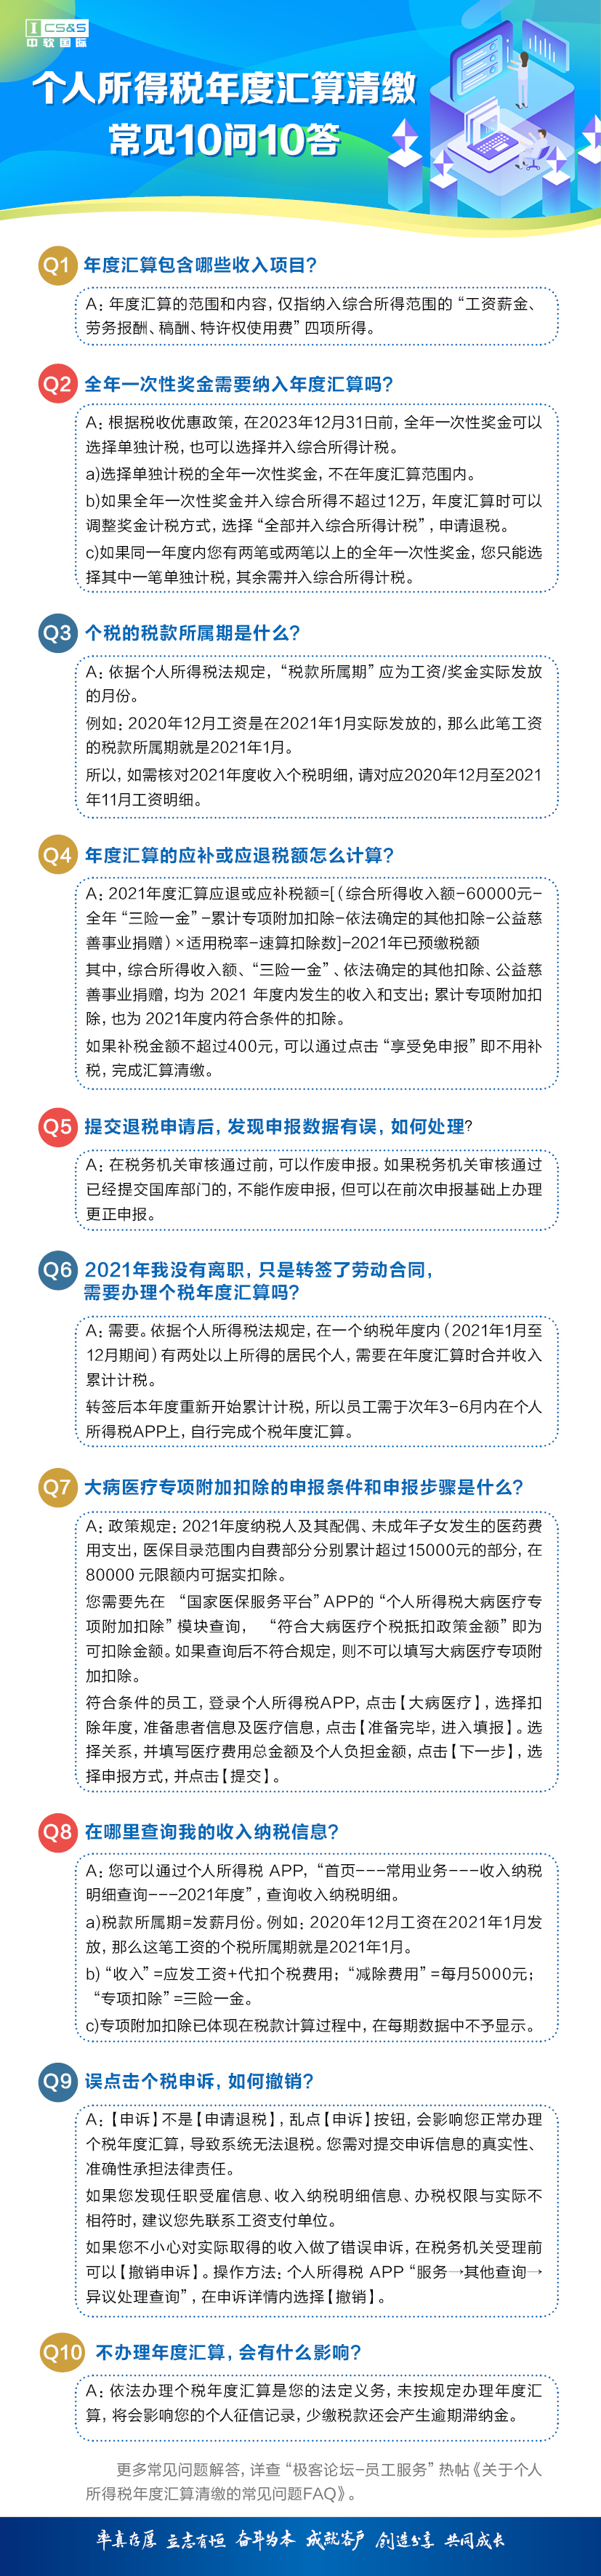 I CS&S
中软国际
个人所得税年度汇算清缴
常见10问10答
Q1 年度汇算包含哪些收入项目?
A: 年度汇算的范围和内容, 仅指纳入综合所得范围的“工资薪金、
劳务报酬、稿酬、特许权使用费”四项所得。
Q2 全年一次性奖金需要纳入年度汇算吗?
A: 根据税收优惠政策, 在2023年12月31日前, 全年一次性奖金可以
选择单独计税, 也可以选择并入综合所得计税。
a)选择单独计税的全年一次性奖金, 不在年度汇算范围内。
b)如果全年一次性奖金并入综合所得不超过12万, 年度汇算时可以
调整奖金计税方式, 选择“全部并入综合所得计税”, 申请退税。
c)如果同一年度内您有两笔或两笔以上的全年一次性奖金, 您只能选
择其中一笔单独计税, 其余需并入综合所得计税。
Q3 个税的税款所属期是什么?
A: 依据个人所得税法规定, “税款所属期”应为工资/奖金实际发放
的月份。
例如: 2020年12月工资是在2021年1月实际发放的, 那么此笔工资
的税款所属期就是2021年1月。
所以, 如需核对2021年度收入个税明细, 请对应2020年12月至2021
年11月工资明细。
Q4 年度汇算的应补或应退税额怎么计算?
A: 2021年度汇算应退或应补税额=[(综合所得收入额-60000元-
全年“三险一金”-累计专项附加扣除-依法确定的其他扣除-公益慈
善事业捐赠)×适用税率-速算扣除数]-2021年已预缴税额
其中, 综合所得收入额、“三险一金”、依法确定的其他扣除、公益慈
善事业捐赠, 均为 2021 年度内发生的收入和支出; 累计专项附加扣
除, 也为 2021年度内符合条件的扣除。
如果补税金额不超过400元, 可以通过点击“享受免申报”即不用补
税, 完成汇算清缴。
Q5 提交退税申请后, 发现申报数据有误, 如何处理?
A: 在税务机关审核通过前, 可以作废申报。如果税务机关审核通过
已经提交国库部门的, 不能作废申报, 但可以在前次申报基础上办理
更正申报。
Q6 2021年我没有离职, 只是转签了劳动合同,
需要办理个税年度汇算吗?
A: 需要。依据个人所得税法规定, 在一个纳税年度内(2021年1月至
12月期间)有两处以上所得的居民个人, 需要在年度汇算时合并收入
累计计税。
转签后本年度重新开始累计计税, 所以员工需于次年3-6月内在个人
所得税APP上, 自行完成个税年度汇算。
Q7 大病医疗专项附加扣除的申报条件和申报步骤是什么?
A: 政策规定: 2021年度纳税人及其配偶、未成年子女发生的医药费
用支出, 医保目录范围内自费部分分别累计超过15000元的部分, 在
80000 元限额内可据实扣除。
您需要先在 “国家医保服务平台”APP的“个人所得税大病医疗专
项附加扣除”模块查询, “符合大病医疗个税抵扣政策金额”即为
可扣除金额。如果查询后不符合规定, 则不可以填写大病医疗专项附
加扣除。
符合条件的员工, 登录个人所得税APP, 点击【大病医疗】, 选择扣
除年度, 准备患者信息及医疗信息, 点击【准备完毕, 进入填报】。选
择关系, 并填写医疗费用总金额及个人负担金额, 点击【下一步】, 选
择申报方式, 并点击【提交】。
Q8 在哪里查询我的收入纳税信息?
A: 您可以通过个人所得税 APP, “首页---常用业务---收入纳税
明细查询---2021年度”, 查询收入纳税明细。
a)税款所属期=发薪月份。例如: 2020年12月工资在2021年1月发
放, 那么这笔工资的个税所属期就是2021年1月。
b)“收入”=应发工资+代扣个税费用; “减除费用”=每月5000元;
“专项扣除”=三险一金。
c)专项附加扣除已体现在税款计算过程中, 在每期数据中不予显示。
Q9 误点击个税申诉, 如何撤销?
A: 【申诉】不是【申请退税】, 乱点【申诉】按钮, 会影响您正常办理
个税年度汇算, 导致系统无法退税。您需对提交申诉信息的真实性、
准确性承担法律责任。
如果您发现任职受雇信息、收入纳税明细信息、办税权限与实际不
相符时, 建议您先联系工资支付单位。
如果您不小心对实际取得的收入做了错误申诉, 在税务机关受理前
可以【撤销申诉】。操作方法: 个人所得税 APP“服务→其他查询→
异议处理查询”, 在申诉详情内选择【撤销】。
Q10 不办理年度汇算, 会有什么影响?
A: 依法办理个税年度汇算是您的法定义务, 未按规定办理年度汇
算, 将会影响您的个人征信记录, 少缴税款还会产生逾期滞纳金。
更多常见问题解答, 详查“极客论坛-员工服务”热帖《关于个人
所得税年度汇算清缴的常见问题FAQ》。
率真存厚 立志有恒 奋斗为本 成就客户 创造分享 共同成长